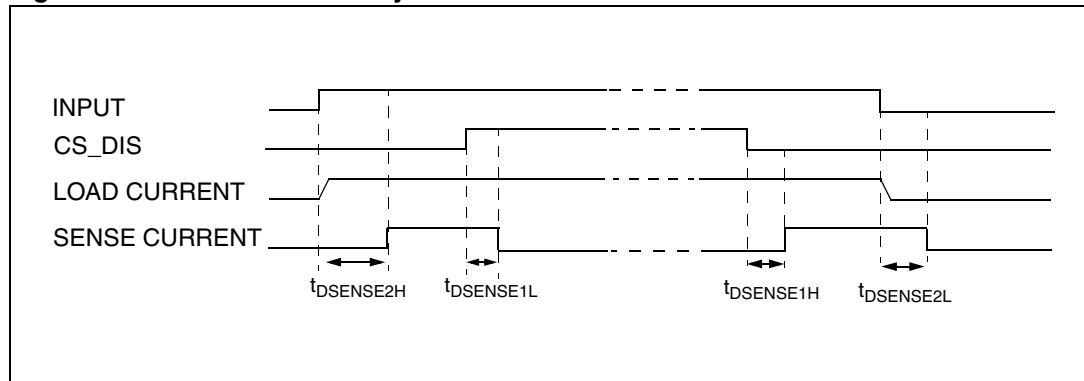 INPUT
CS_DIS
LOAD CURRENT
SENSE CURRENT
tDSENSE2H
tDSENSE1L
tDSENSE1H
tDSENSE2L